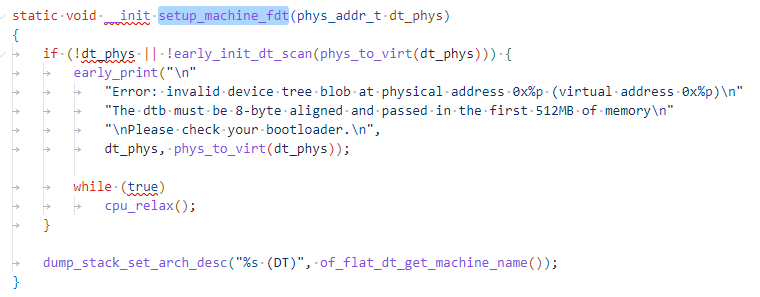 static void __init setup_machine_fdt(phys_addr_t dt_phys)
{
	if (!dt_phys || !early_init_dt_scan(phys_to_virt(dt_phys))) {
		early_print("\n"
			"Error: invalid device tree blob at physical address 0x%p (virtual address 0x%p)\n"
			"The dtb must be 8-byte aligned and passed in the first 512MB of memory\n"
			"\nPlease check your bootloader.\n",
			dt_phys, phys_to_virt(dt_phys));

		while (true)
			cpu_relax();
	}

	dump_stack_set_arch_desc("%s (DT)", of_flat_dt_get_machine_name());
}